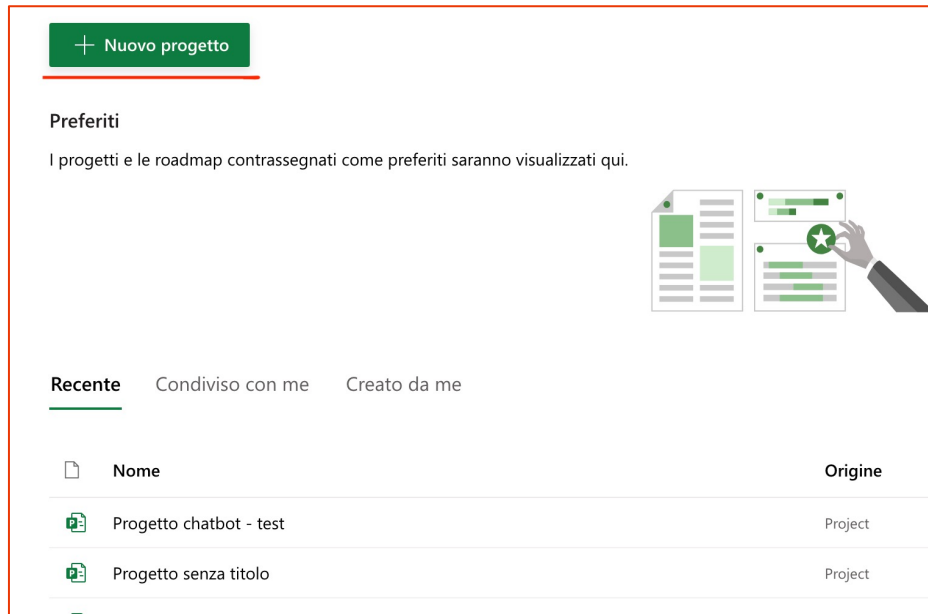 Nuovo progetto
Preferiti
I progetti e le roadmap contrassegnati come preferiti saranno visualizzati qui.
Recente Condiviso con me Creato da me
Nome Origine
Progetto chatbot - test Project
Progetto senza titolo Project